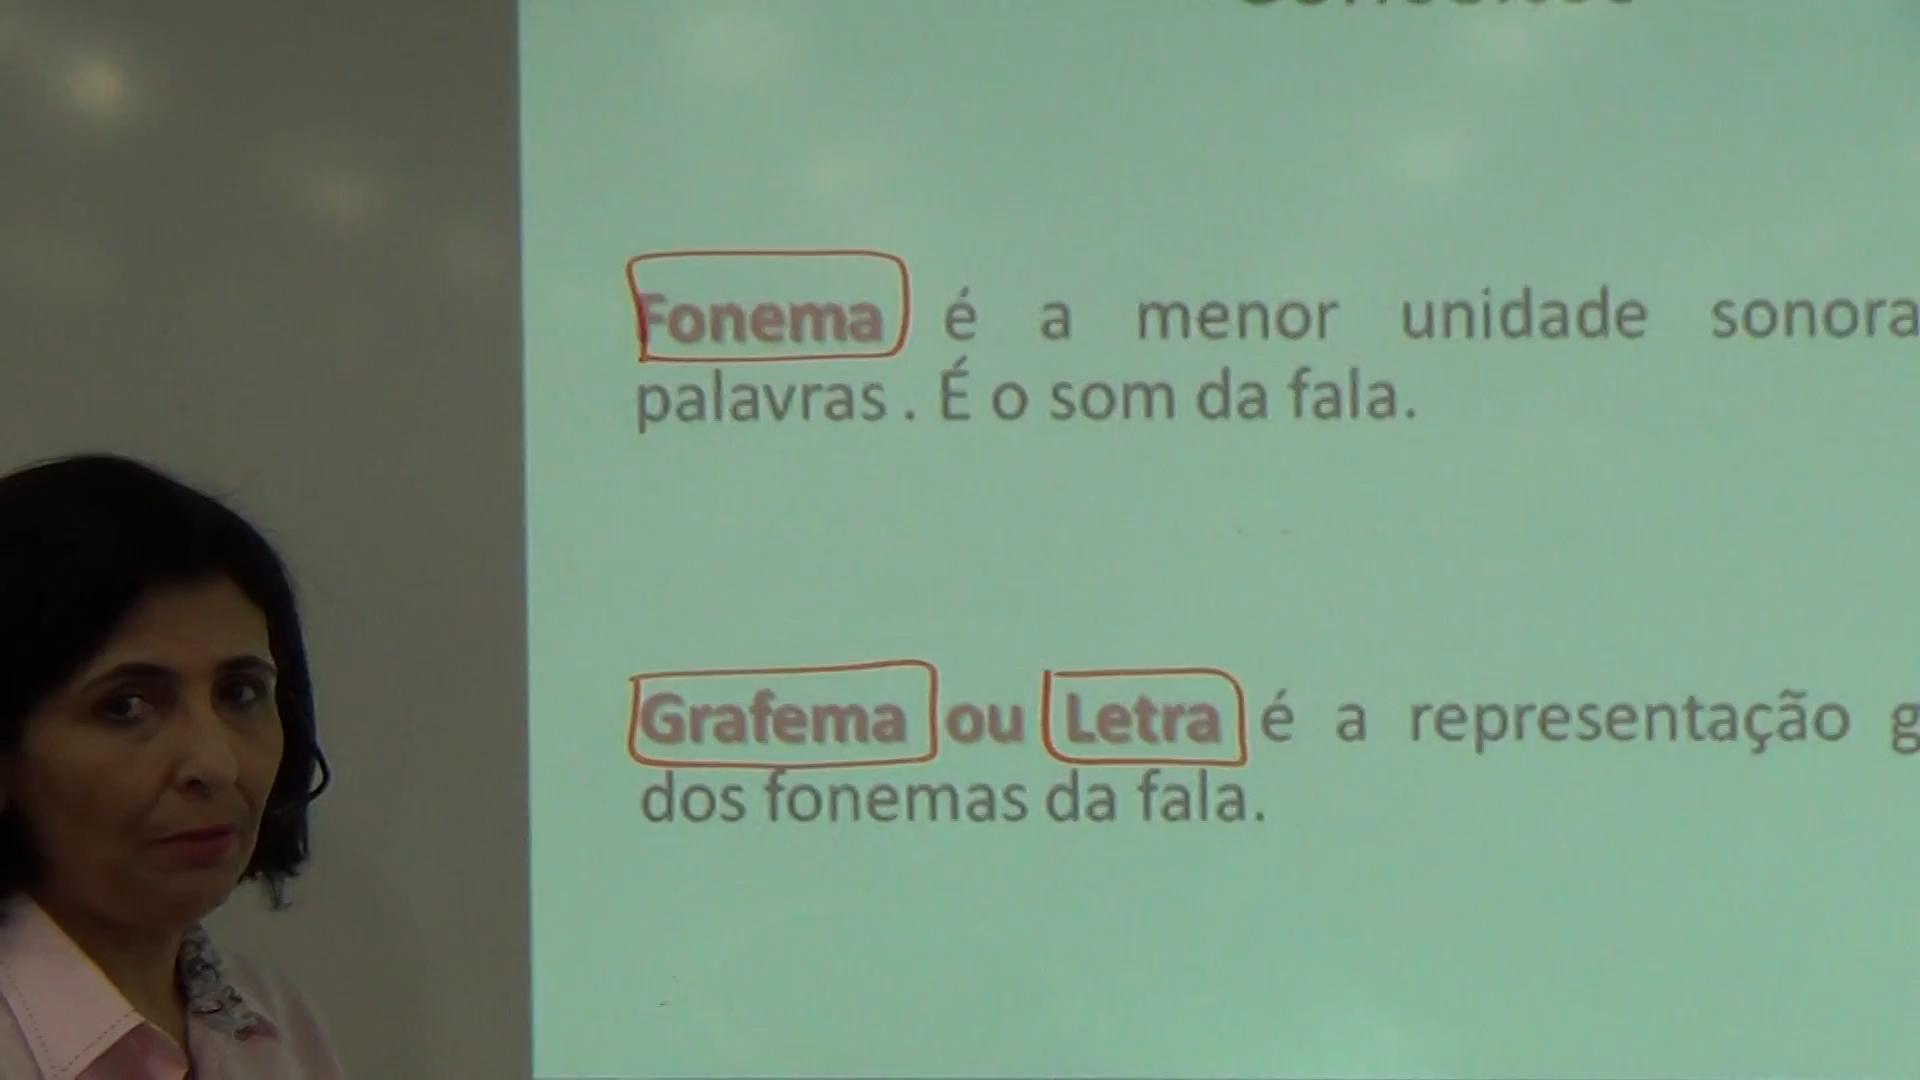 Fonema é a menor unidade sonora
palavras . É o som da fala.
Grafema ou Letra é a representação g
dos fonemas da fala.